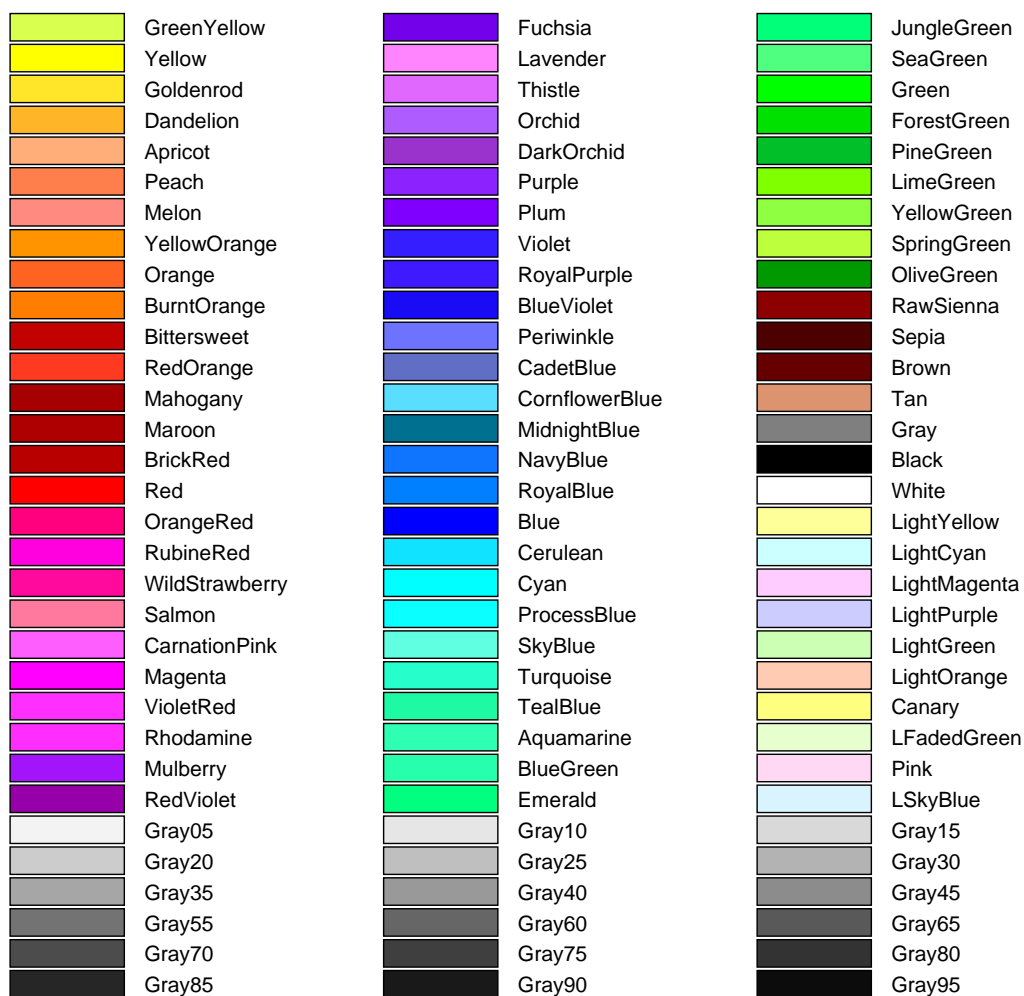 GreenYellow Fuchsia JungleGreen
Yellow Lavender SeaGreen
Goldenrod Thistle Green
Dandelion Orchid ForestGreen
Apricot DarkOrchid PineGreen
Peach Purple LimeGreen
Melon Plum YellowGreen
YellowOrange Violet SpringGreen
Orange RoyalPurple OliveGreen
BurntOrange BlueViolet RawSienna
Bittersweet Periwinkle Sepia
RedOrange CadetBlue Brown
Mahogany CornflowerBlue Tan
Maroon MidnightBlue Gray
BrickRed NavyBlue Black
Red RoyalBlue White
OrangeRed Blue LightYellow
RubineRed Cerulean LightCyan
WildStrawberry Cyan LightMagenta
Salmon ProcessBlue LightPurple
CarnationPink SkyBlue LightGreen
Magenta Turquoise LightOrange
VioletRed TealBlue Canary
Rhodamine Aquamarine LFadedGreen
Mulberry BlueGreen Pink
RedViolet Emerald LSkyBlue
Gray05 Gray10 Gray15
Gray20 Gray25 Gray30
Gray35 Gray40 Gray45
Gray55 Gray60 Gray65
Gray70 Gray75 Gray80
Gray85 Gray90 Gray95